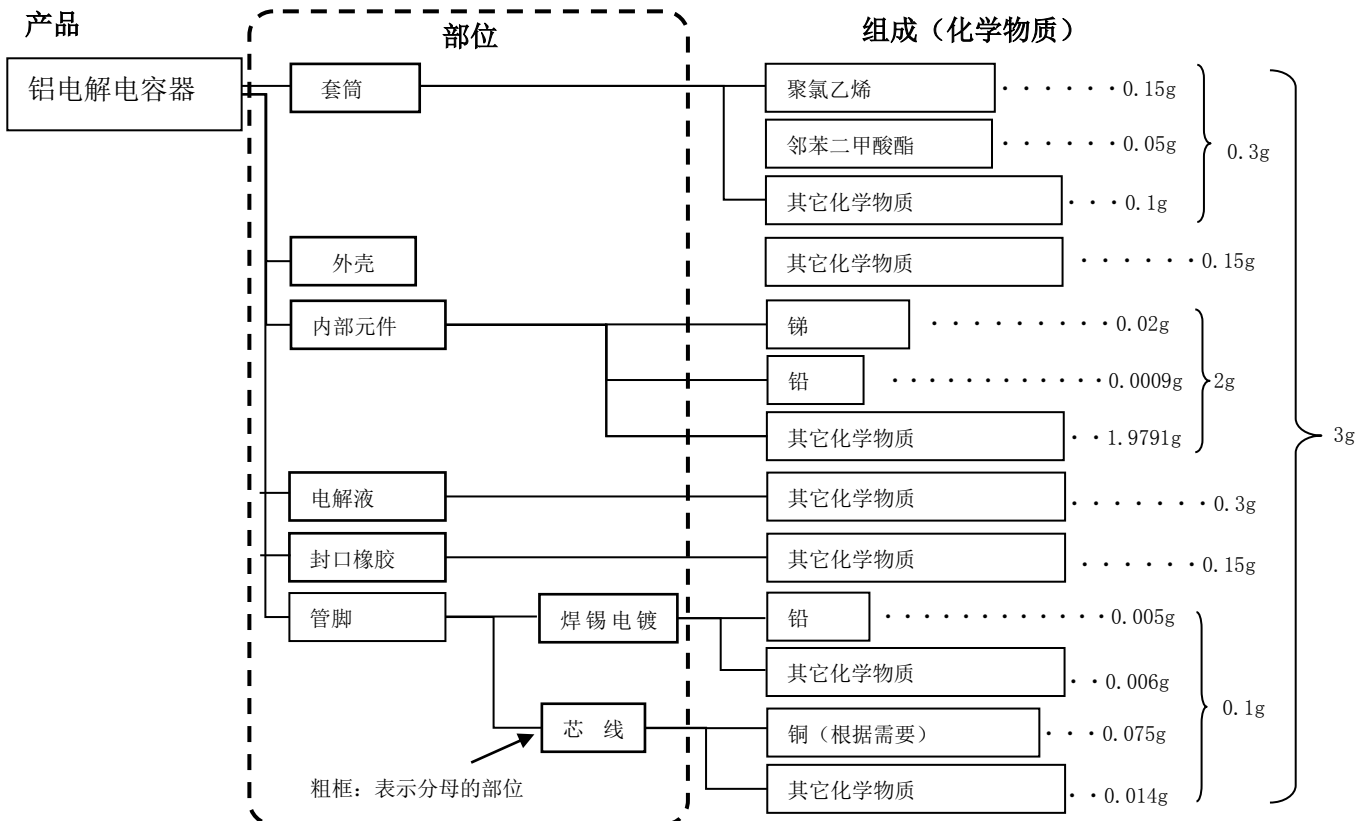 产品 部位 组成（化学物质）
铝电解电容器 套筒 聚氯乙烯 ······0.15g
邻苯二甲酸酯 ······0.05g
0.3g
其它化学物质 ···0.1g
外壳 其它化学物质 ······0.15g
内部元件 锑 ·········0.02g
铅 ············0.0009g 2g
其它化学物质 ··1.9791g
3g
电解液 其它化学物质 ·······0.3g
封口橡胶 其它化学物质 ······0.15g
管脚 焊锡电镀 铅 ············0.005g
其它化学物质 ··0.006g
0.1g
芯 线 铜（根据需要） ···0.075g
粗框：表示分母的部位 其它化学物质 ··0.014g